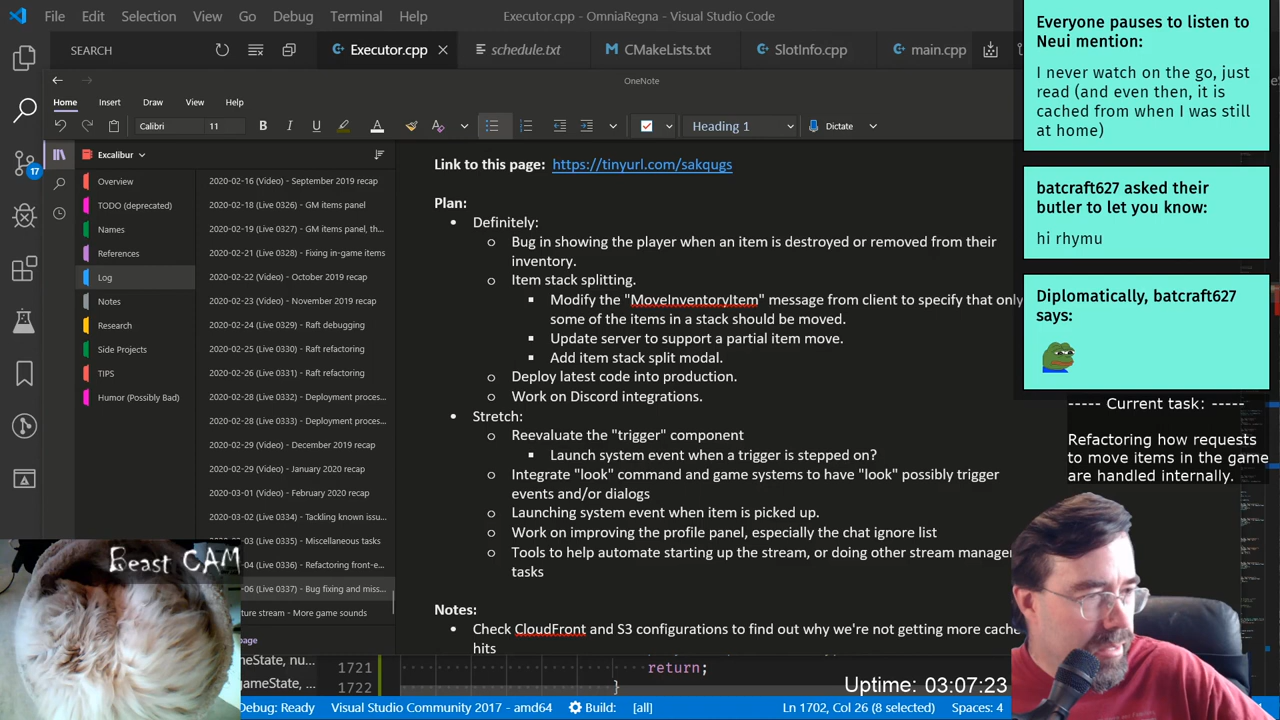 File Edit Selection View Go Debug Terminal Help
Executor.cpp - OmniaRegna - Visual Studio Code
SEARCH
Executor.cpp
schedule.txt
CMakeLists.txt
SlotInfo.cpp
main.cpp
OneNote
Home Insert Draw View Help
Calibri 11 B I U A Heading 1 Dictate
Excalibur
Overview
TODO (deprecated)
Names
References
Log
Notes
Research
Side Projects
TIPS
Humor (Possibly Bad)
2020-02-16 (Video) - September 2019 recap
2020-02-18 (Live 0326) - GM items panel
2020-02-19 (Live 0327) - GM items panel, th...
2020-02-21 (Live 0328) - Fixing in-game items
2020-02-22 (Video) - October 2019 recap
2020-02-23 (Video) - November 2019 recap
2020-02-24 (Live 0329) - Raft debugging
2020-02-25 (Live 0330) - Raft refactoring
2020-02-26 (Live 0331) - Raft refactoring
2020-02-28 (Live 0332) - Deployment proces...
2020-02-28 (Live 0333) - Deployment proces...
2020-02-29 (Video) - December 2019 recap
2020-02-29 (Video) - January 2020 recap
2020-03-01 (Video) - February 2020 recap
2020-03-02 (Live 0334) - Tackling known issu...
-03 (Live 0335) - Miscellaneous tasks
-04 (Live 0336) - Refactoring front-e...
-06 (Live 0337) - Bug fixing and miss...
ture stream - More game sounds
Link to this page: https://tinyurl.com/sakqugs
Plan:
• Definitely:
o Bug in showing the player when an item is destroyed or removed from their
inventory.
o Item stack splitting.
▪ Modify the "MoveInventoryItem" message from client to specify that only
some of the items in a stack should be moved.
▪ Update server to support a partial item move.
▪ Add item stack split modal.
o Deploy latest code into production.
o Work on Discord integrations.
• Stretch:
o Reevaluate the "trigger" component
▪ Launch system event when a trigger is stepped on?
o Integrate "look" command and game systems to have "look" possibly trigger
events and/or dialogs
o Launching system event when item is picked up.
o Work on improving the profile panel, especially the chat ignore list
o Tools to help automate starting up the stream, or doing other stream manager
tasks
Notes:
• Check CloudFront and S3 configurations to find out why we're not getting more cache
hits
Everyone pauses to listen to
Neui mention:
I never watch on the go, just
read (and even then, it is
cached from when I was still
at home)
batcraft627 asked their
butler to let you know:
hi rhymu
Diplomatically, batcraft627
says:
----- Current task: -----
Refactoring how requests
to move items in the game
are handled internally.
Beast CAM
17
page
meState, nu...
gameState, na...
1721 return;
1722 }
Uptime: 03:07:23
Debug: Ready Visual Studio Community 2017 - amd64 Build: [all] Ln 1702, Col 26 (8 selected) Spaces: 4